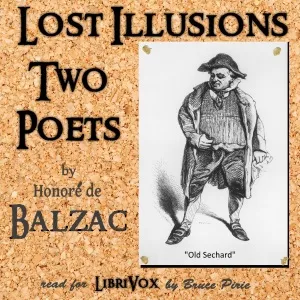 LOST ILLUSIONS
TWO
POETS
by
Honoré de
BALZAC
"Old Sechard"
read for LIBRIVOX by Bruce Pirie